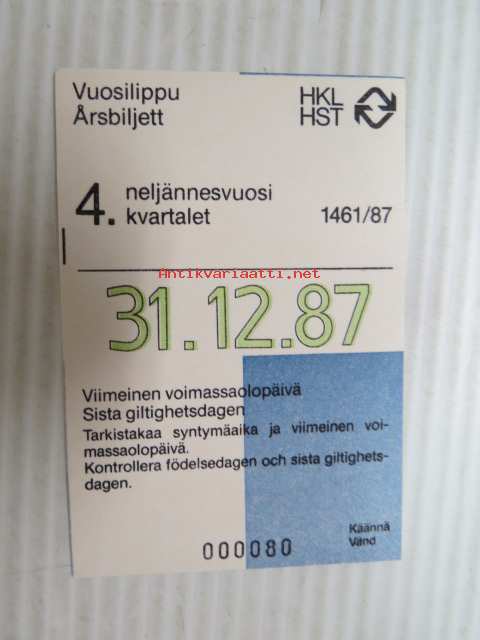 Vuosilippu
Årsbiljett
HKL
HST
4. neljännesvuosi
kvartalet
1461/87
Antikvariaatti.net
31.12.87
Viimeinen voimassaolopäivä
Sista giltighetsdagen
Tarkistakaa syntymäaika ja viimeinen voi-
massaolopäivä.
Kontrollera födelsedagen och sista giltighets-
dagen.
Käännä
Vänd
000080